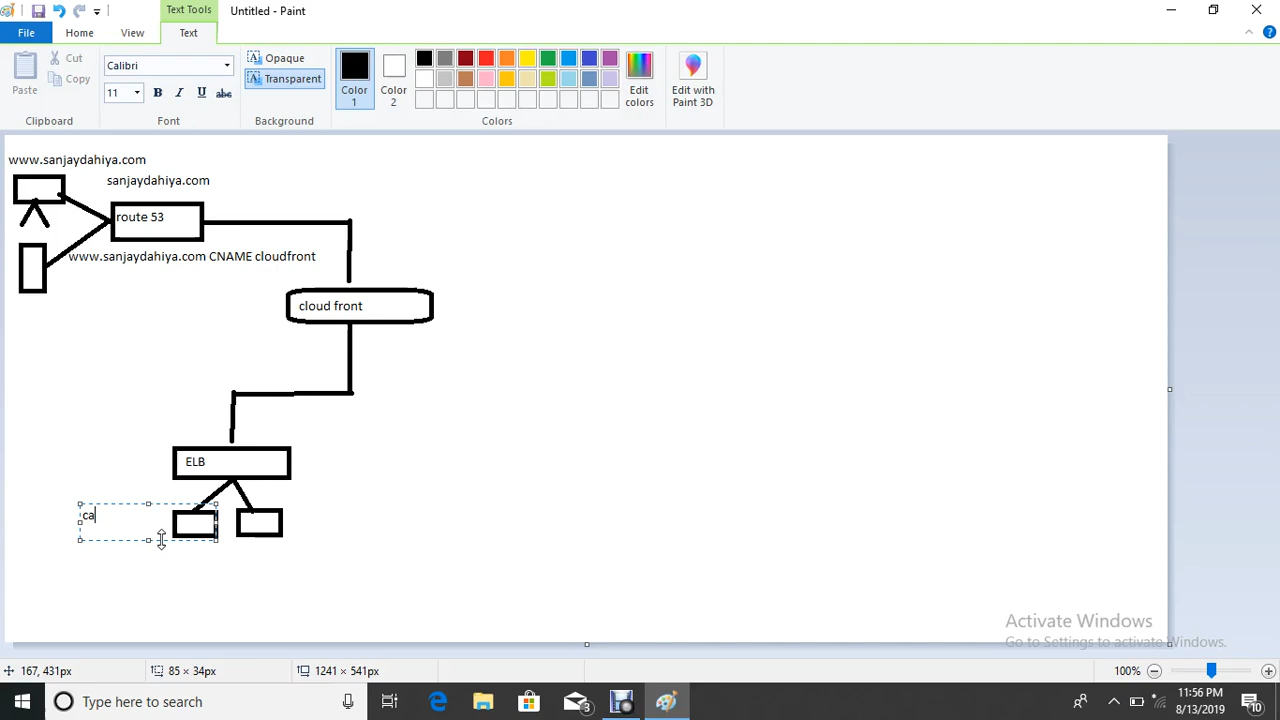 Text Tools
Untitled - Paint
File
Home
View
Text
Paste
Cut
Copy
Clipboard
Calibri
11
B
I
U
abc
Font
Opaque
Transparent
Background
Color 1
Color 2
Edit colors
Colors
Edit with Paint 3D
www.sanjaydahiya.com
sanjaydahiya.com
route 53
www.sanjaydahiya.com CNAME cloudfront
cloud front
ELB
ca
Activate Windows
Go to Settings to activate Windows.
167, 431px
85 × 34px
1241 × 541px
100%
Type here to search
3
11:56 PM
8/13/2019
10